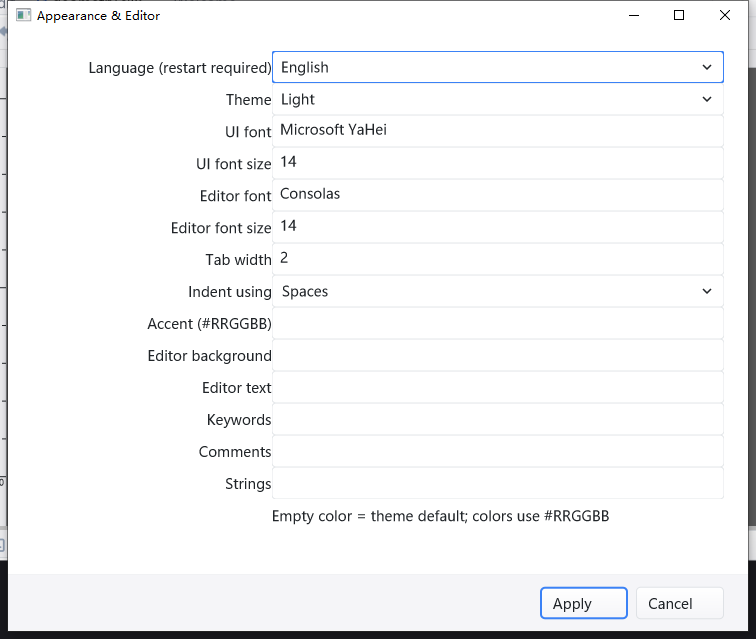 Appearance & Editor
Language (restart required) English
Theme Light
UI font Microsoft YaHei
UI font size 14
Editor font Consolas
Editor font size 14
Tab width 2
Indent using Spaces
Accent (#RRGGBB)
Editor background
Editor text
Keywords
Comments
Strings
Empty color = theme default; colors use #RRGGBB
Apply Cancel